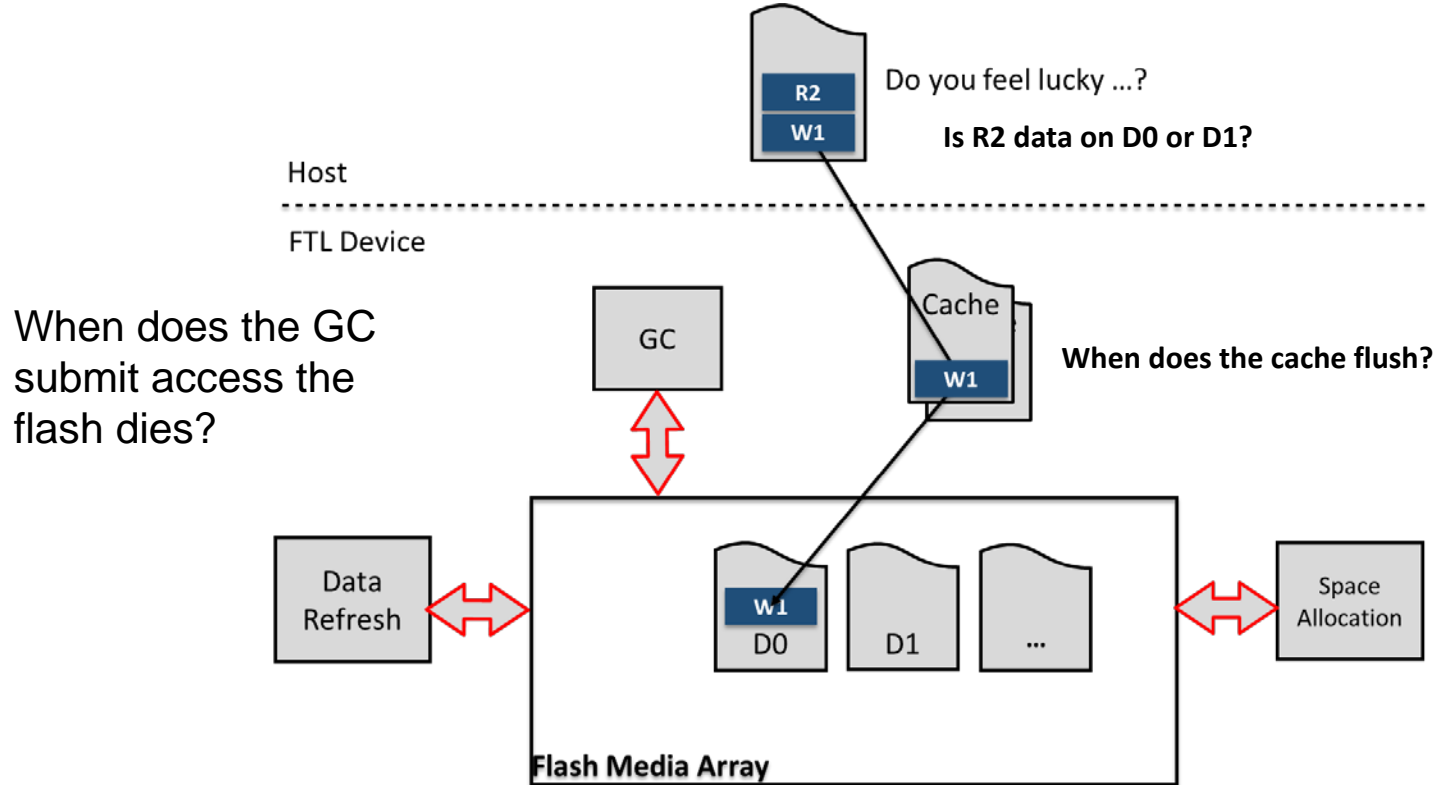 R2
W1
Do you feel lucky ...?
Is R2 data on D0 or D1?
Host
FTL Device
When does the GC
submit access the
flash dies?
GC
Cache
W1
When does the cache flush?
Data
Refresh
W1
D0
D1
...
Space
Allocation
Flash Media Array